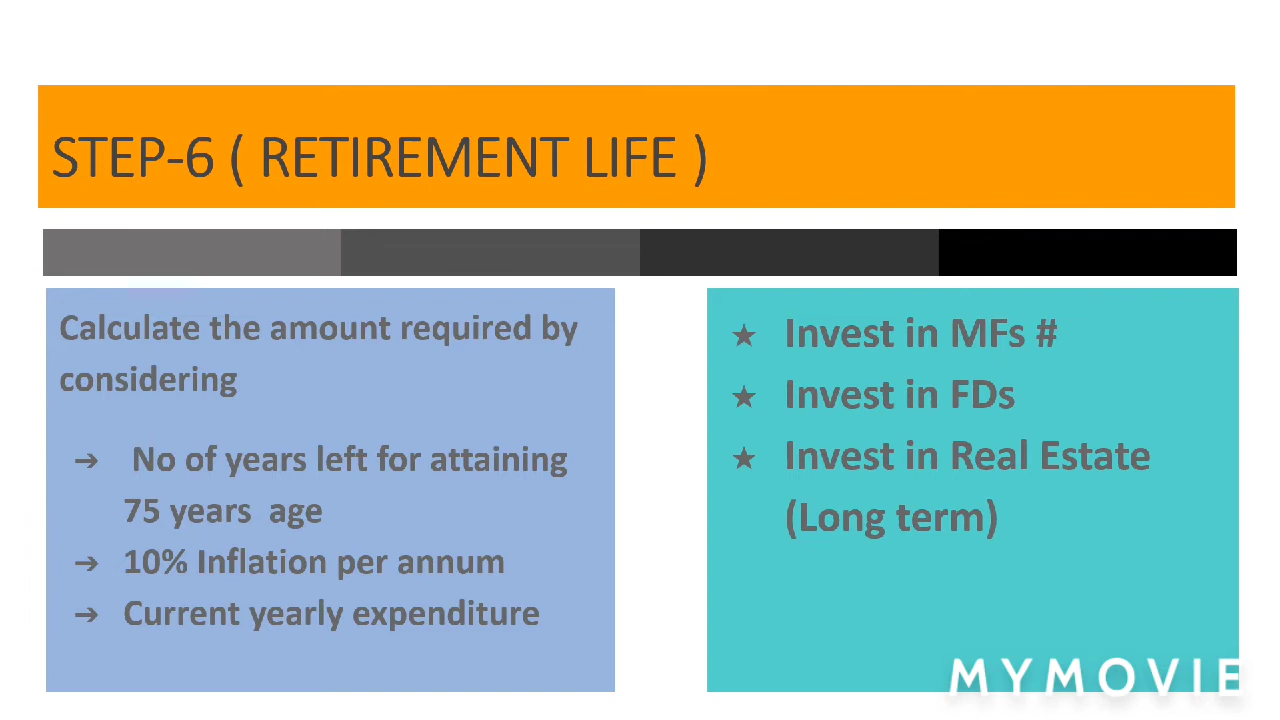 STEP-6 ( RETIREMENT LIFE )
Calculate the amount required by
considering
➔ No of years left for attaining
75 years age
➔ 10% Inflation per annum
➔ Current yearly expenditure
★ Invest in MFs #
★ Invest in FDs
★ Invest in Real Estate
(Long term)
MYMOVIE